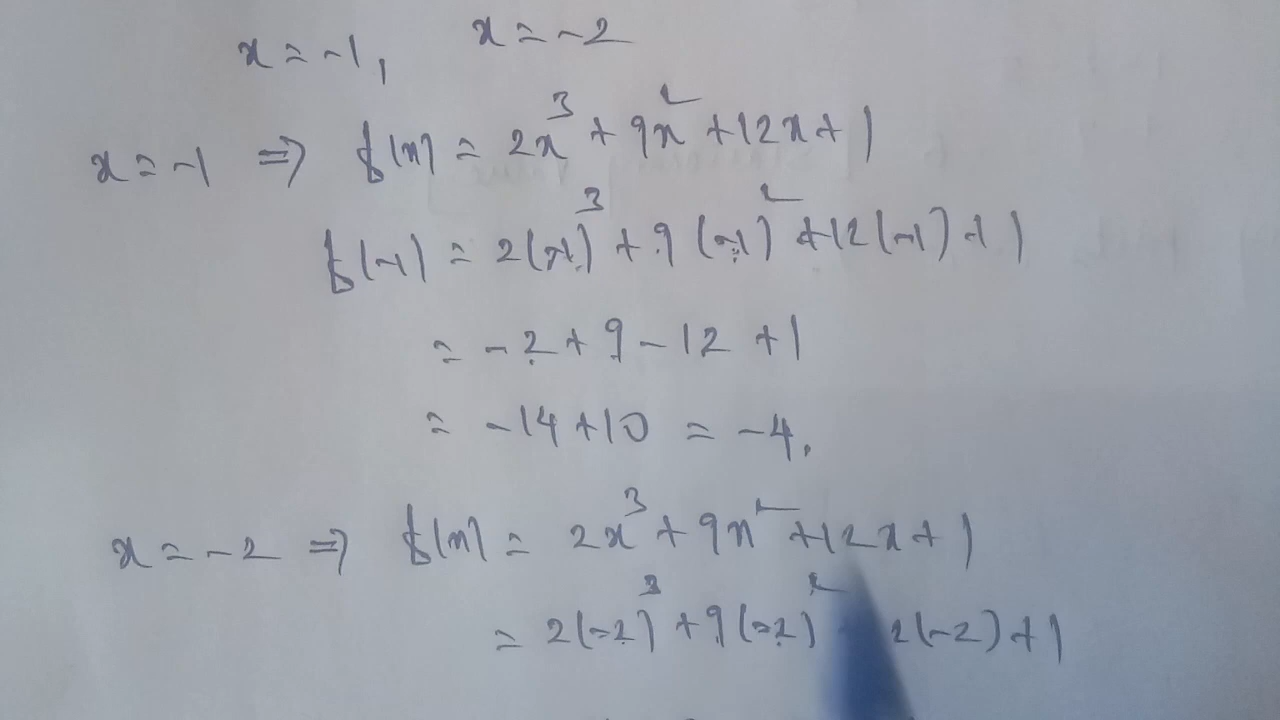 x = -1, x = -2
x = -1 ⇒ f(x) = 2x³ + 9x² + 12x + 1
f(-1) = 2(-1)³ + 9(-1)² + 12(-1) + 1
= -2 + 9 - 12 + 1
= -14 + 10 = -4.
x = -2 ⇒ f(x) = 2x³ + 9x² + 12x + 1
= 2(-2)³ + 9(-2)² 2(-2) + 1